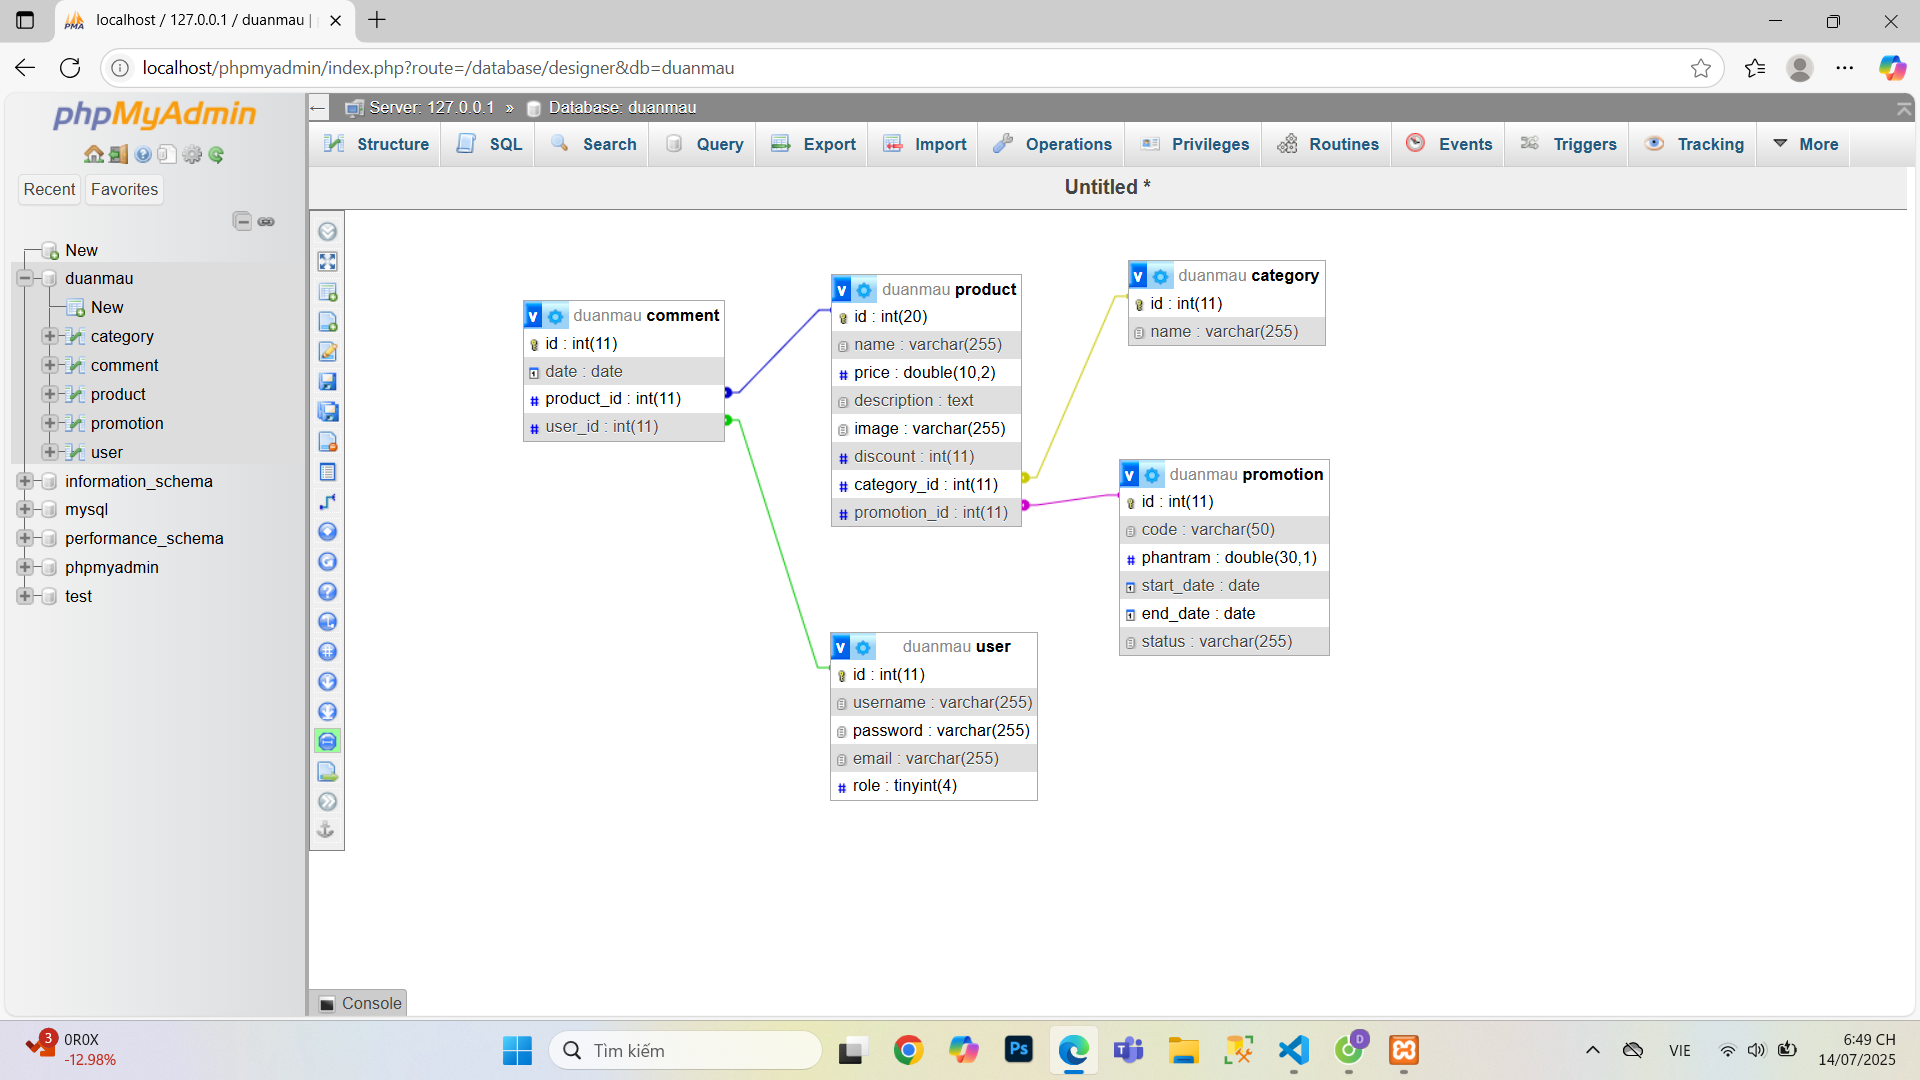 localhost / 127.0.0.1 / duanmau |
localhost/phpmyadmin/index.php?route=/database/designer&db=duanmau
phpMyAdmin
Recent Favorites
New
duanmau
New
category
comment
product
promotion
user
information_schema
mysql
performance_schema
phpmyadmin
test
Server: 127.0.0.1 » Database: duanmau
Structure SQL Search Query Export Import Operations Privileges Routines Events Triggers Tracking More
Untitled *
v duanmau comment
id : int(11)
date : date
# product_id : int(11)
# user_id : int(11)
v duanmau product
id : int(20)
name : varchar(255)
# price : double(10,2)
description : text
image : varchar(255)
# discount : int(11)
# category_id : int(11)
# promotion_id : int(11)
v duanmau category
id : int(11)
name : varchar(255)
v duanmau promotion
id : int(11)
code : varchar(50)
# phantram : double(30,1)
start_date : date
end_date : date
status : varchar(255)
v duanmau user
id : int(11)
username : varchar(255)
password : varchar(255)
email : varchar(255)
# role : tinyint(4)
Console
3
0R0X
-12.98%
Tìm kiếm
Ps
D
VIE
6:49 CH
14/07/2025